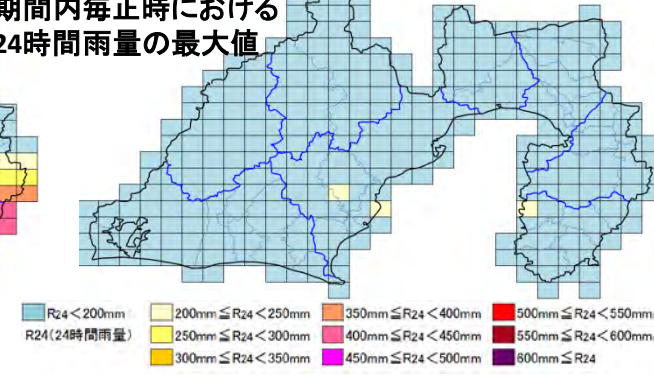 期間内毎正時における
24時間雨量の最大値
R24<200mm
200mm≦R24<250mm
350mm≦R24<400mm
500mm≦R24<550mm
R24(24時間雨量)
250mm≦R24<300mm
400mm≦R24<450mm
550mm≦R24<600mm
300mm≦R24<350mm
450mm≦R24<500mm
600mm≦R24